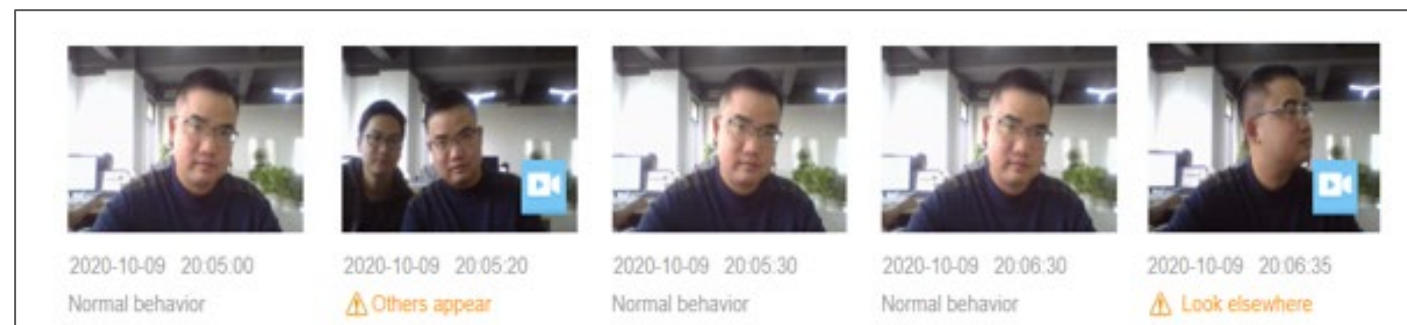 2020-10-09 20:05:00 2020-10-09 20:05:20 2020-10-09 20:05:30 2020-10-09 20:06:30 2020-10-09 20:06:35
Normal behavior Others appear Normal behavior Normal behavior Look elsewhere